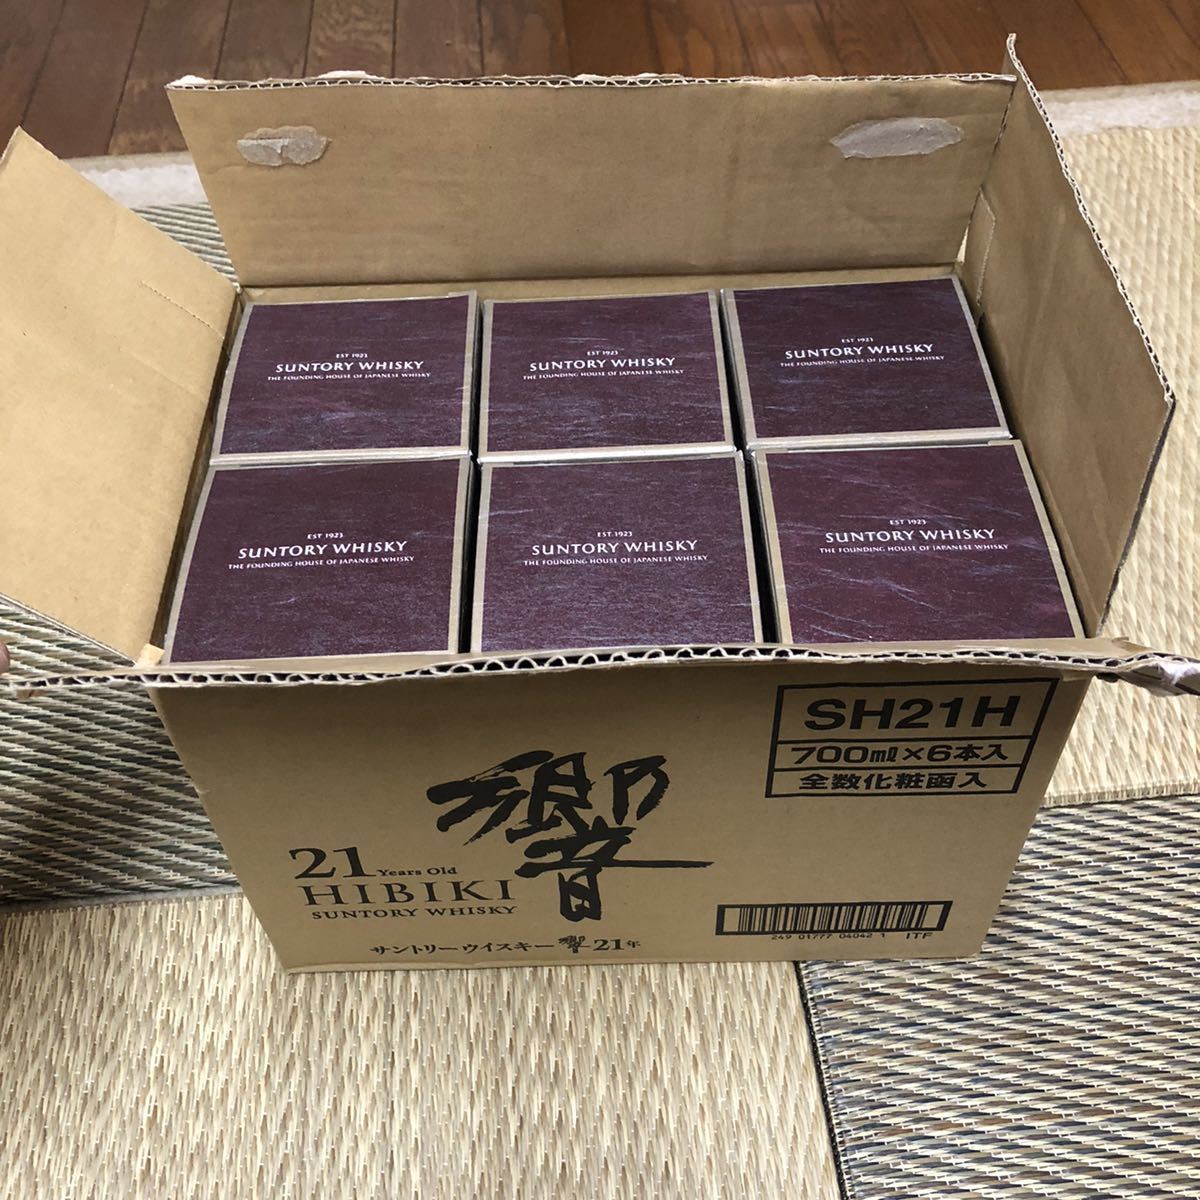 EST 1923
SUNTORY WHISKY
THE FOUNDING HOUSE OF JAPANESE WHISKY
EST 1923
SUNTORY WHISKY
THE FOUNDING HOUSE OF JAPANESE WHISKY
EST 1923
SUNTORY WHISKY
THE FOUNDING HOUSE OF JAPANESE WHISKY
EST 1923
SUNTORY WHISKY
THE FOUNDING HOUSE OF JAPANESE WHISKY
EST 1923
SUNTORY WHISKY
THE FOUNDING HOUSE OF JAPANESE WHISKY
EST 1923
SUNTORY WHISKY
THE FOUNDING HOUSE OF JAPANESE WHISKY
SH21H
700ml×6本入
全数化粧函入
響
21 Years Old
HIBIKI
SUNTORY WHISKY
サントリーウイスキー響21年
249 01777 04042 1 ITF